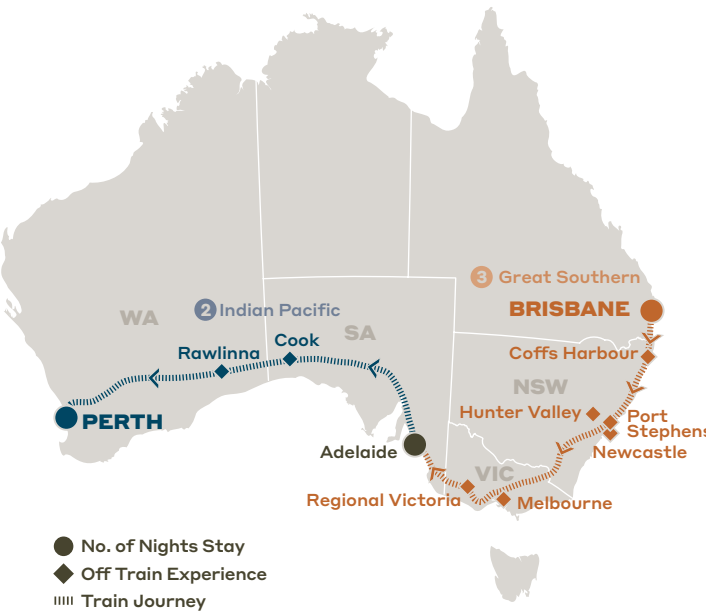 3 Great Southern
BRISBANE
WA
2 Indian Pacific
SA
Cook
Rawlinna
Coffs Harbour
NSW
Hunter Valley
Port
Stephens
PERTH
Adelaide
Newcastle
VIC
Regional Victoria
Melbourne
No. of Nights Stay
Off Train Experience
Train Journey